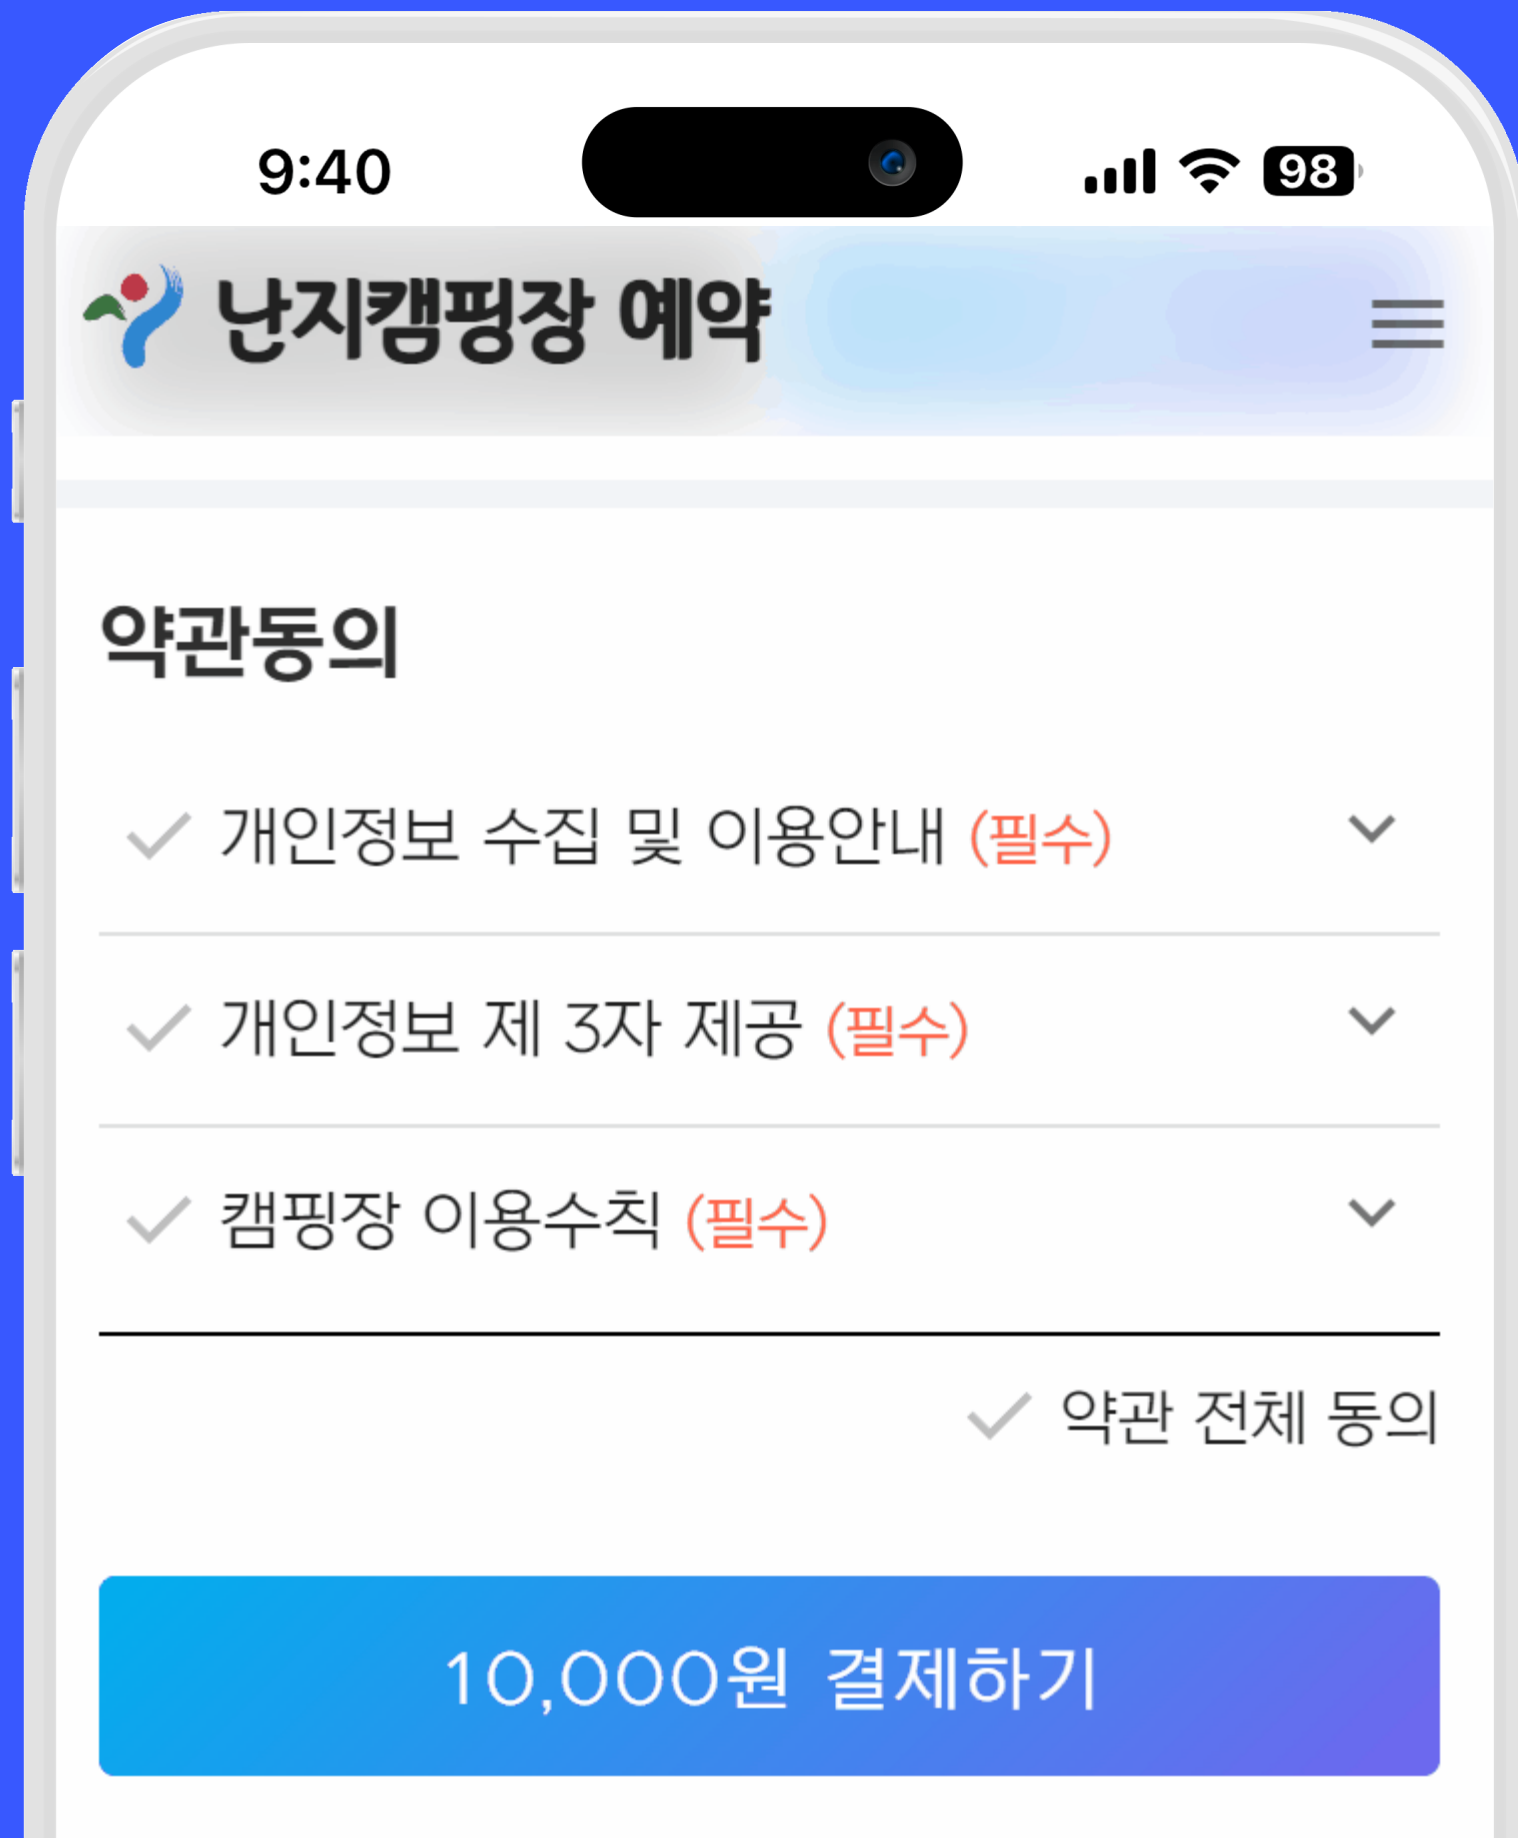 9:40
98
난지캠핑장 예약
약관동의
개인정보 수집 및 이용안내 (필수)
개인정보 제 3자 제공 (필수)
캠핑장 이용수칙 (필수)
약관 전체 동의
10,000원 결제하기